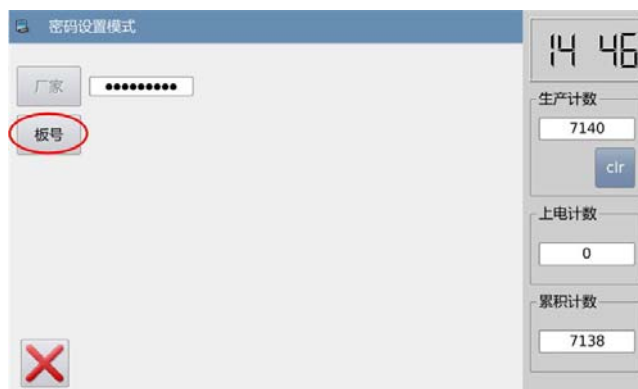 密码设置模式
14 46
厂家
●●●●●●●●●
板号
生产计数
7140
clr
上电计数
0
累积计数
7138